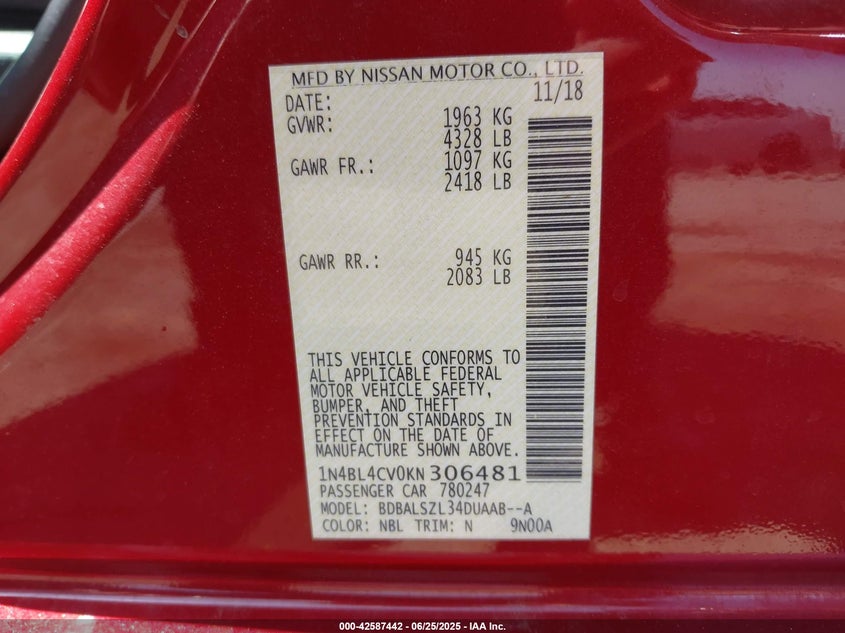 MFD BY NISSAN MOTOR CO., LTD.
DATE: 11/18
GVWR: 1963 KG
4328 LB
GAWR FR.: 1097 KG
2418 LB
GAWR RR.: 945 KG
2083 LB
THIS VEHICLE CONFORMS TO
ALL APPLICABLE FEDERAL
MOTOR VEHICLE SAFETY,
BUMPER, AND THEFT
PREVENTION STANDARDS IN
EFFECT ON THE DATE OF
MANUFACTURE SHOWN ABOVE.
1N4BL4CV0KN306481
PASSENGER CAR 780247
MODEL: BDBALSZL34DUAAB--A
COLOR: NBL TRIM: N 9N00A
000-42587442 - 06/25/2025 - IAA Inc.